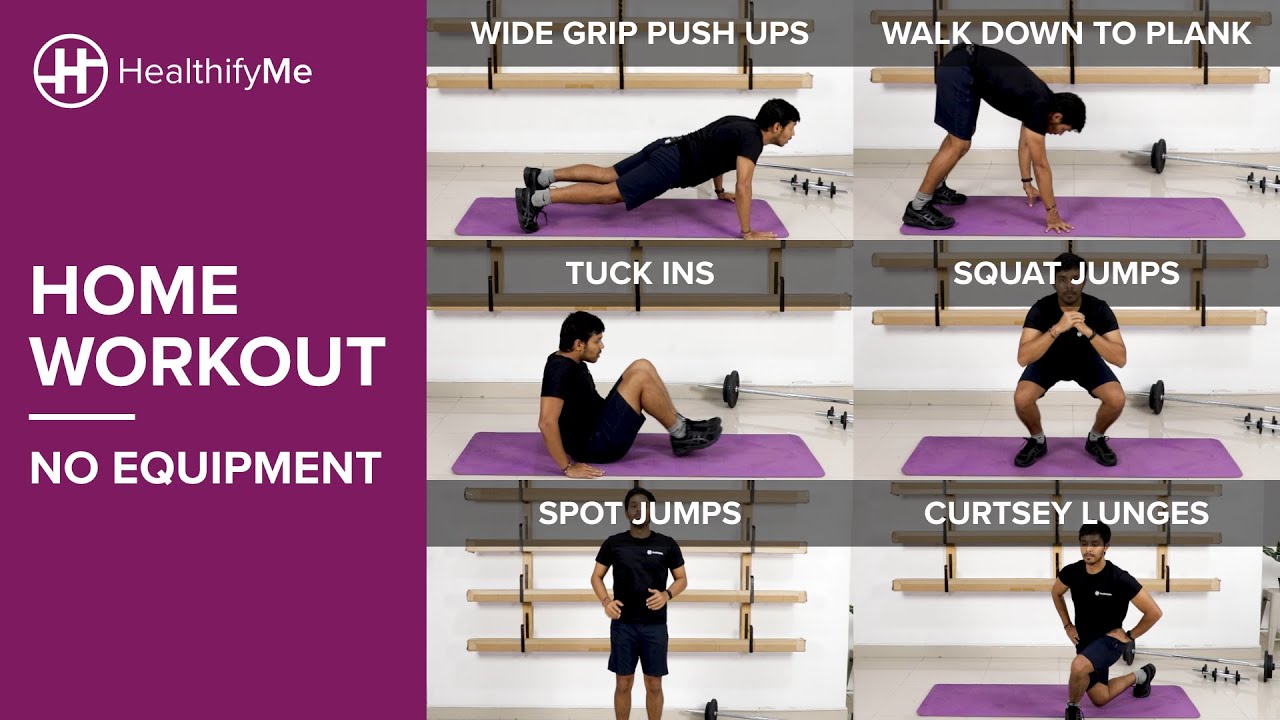 HealthifyMe
HOME
WORKOUT
NO EQUIPMENT
WIDE GRIP PUSH UPS
WALK DOWN TO PLANK
TUCK INS
SQUAT JUMPS
SPOT JUMPS
CURTSEY LUNGES